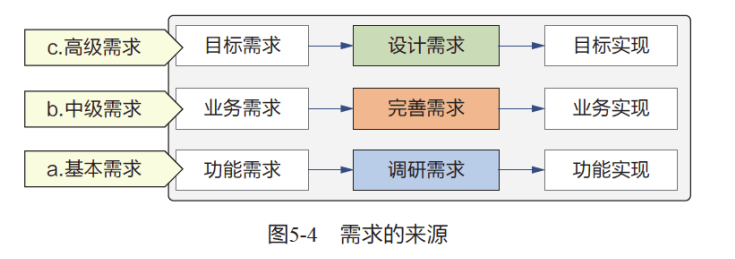 c.高级需求 目标需求 设计需求 目标实现
b.中级需求 业务需求 完善需求 业务实现
a.基本需求 功能需求 调研需求 功能实现
图5-4 需求的来源